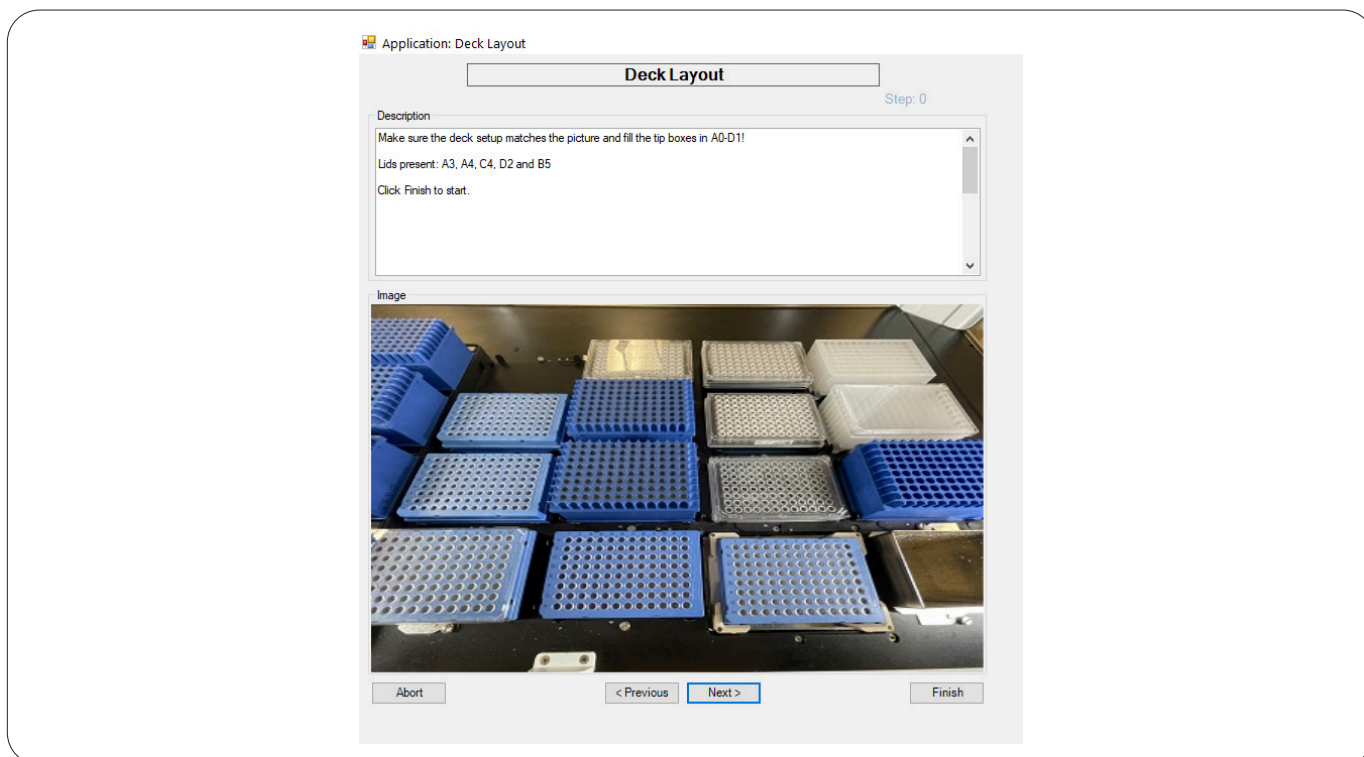 Application: Deck Layout
Deck Layout
Step: 0
Description
Make sure the deck setup matches the picture and fill the tip boxes in A0-D1!
Lids present: A3, A4, C4, D2 and B5
Click Finish to start.
Image
Abort
< Previous
Next >
Finish